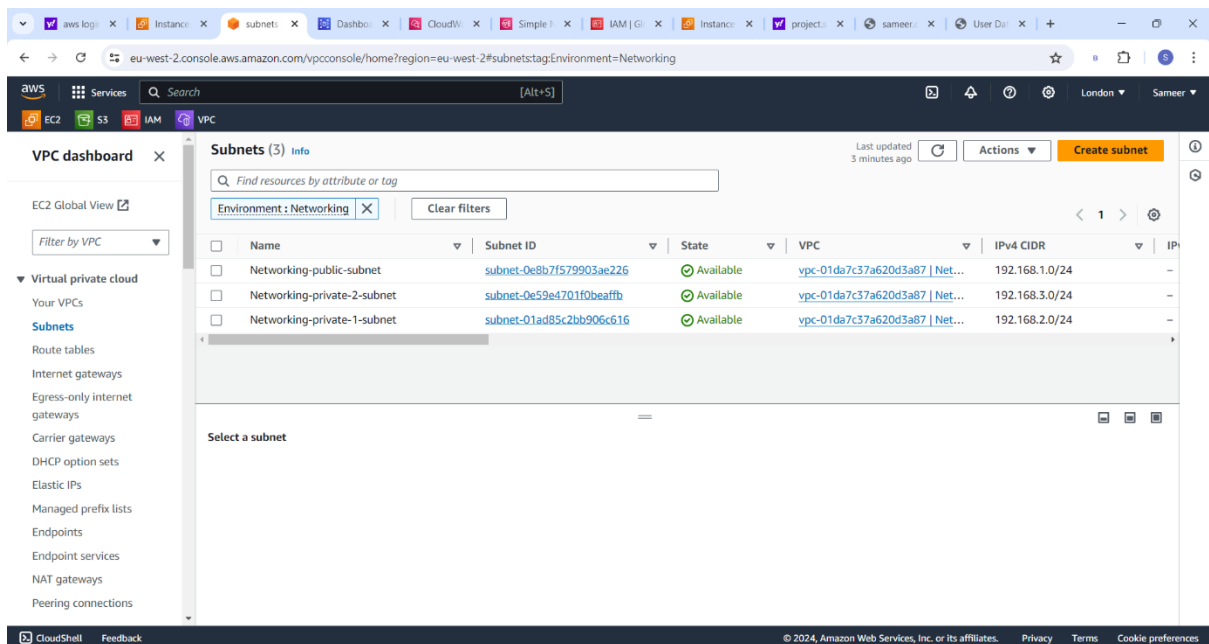 aws logi
Instance
subnets
Dashbo
CloudW
Simple N
IAM | Gl
Instance
project.s
sameer.
User Dat
eu-west-2.console.aws.amazon.com/vpcconsole/home?region=eu-west-2#subnets:tag:Environment=Networking
B
S
aws Services Search [Alt+S] London ▼ Sameer ▼
EC2 S3 IAM VPC
VPC dashboard
EC2 Global View
Filter by VPC
Virtual private cloud
Your VPCs
Subnets
Route tables
Internet gateways
Egress-only internet
gateways
Carrier gateways
DHCP option sets
Elastic IPs
Managed prefix lists
Endpoints
Endpoint services
NAT gateways
Peering connections
Subnets (3) Info
Last updated
3 minutes ago
Actions ▼ Create subnet
Find resources by attribute or tag
Environment : Networking Clear filters
1
Name Subnet ID State VPC IPv4 CIDR IP
Networking-public-subnet subnet-0e8b7f579903ae226 Available vpc-01da7c37a620d3a87 | Net... 192.168.1.0/24 –
Networking-private-2-subnet subnet-0e59e4701f0beaffb Available vpc-01da7c37a620d3a87 | Net... 192.168.3.0/24 –
Networking-private-1-subnet subnet-01ad85c2bb906c616 Available vpc-01da7c37a620d3a87 | Net... 192.168.2.0/24 –
Select a subnet
CloudShell Feedback © 2024, Amazon Web Services, Inc. or its affiliates. Privacy Terms Cookie preferences